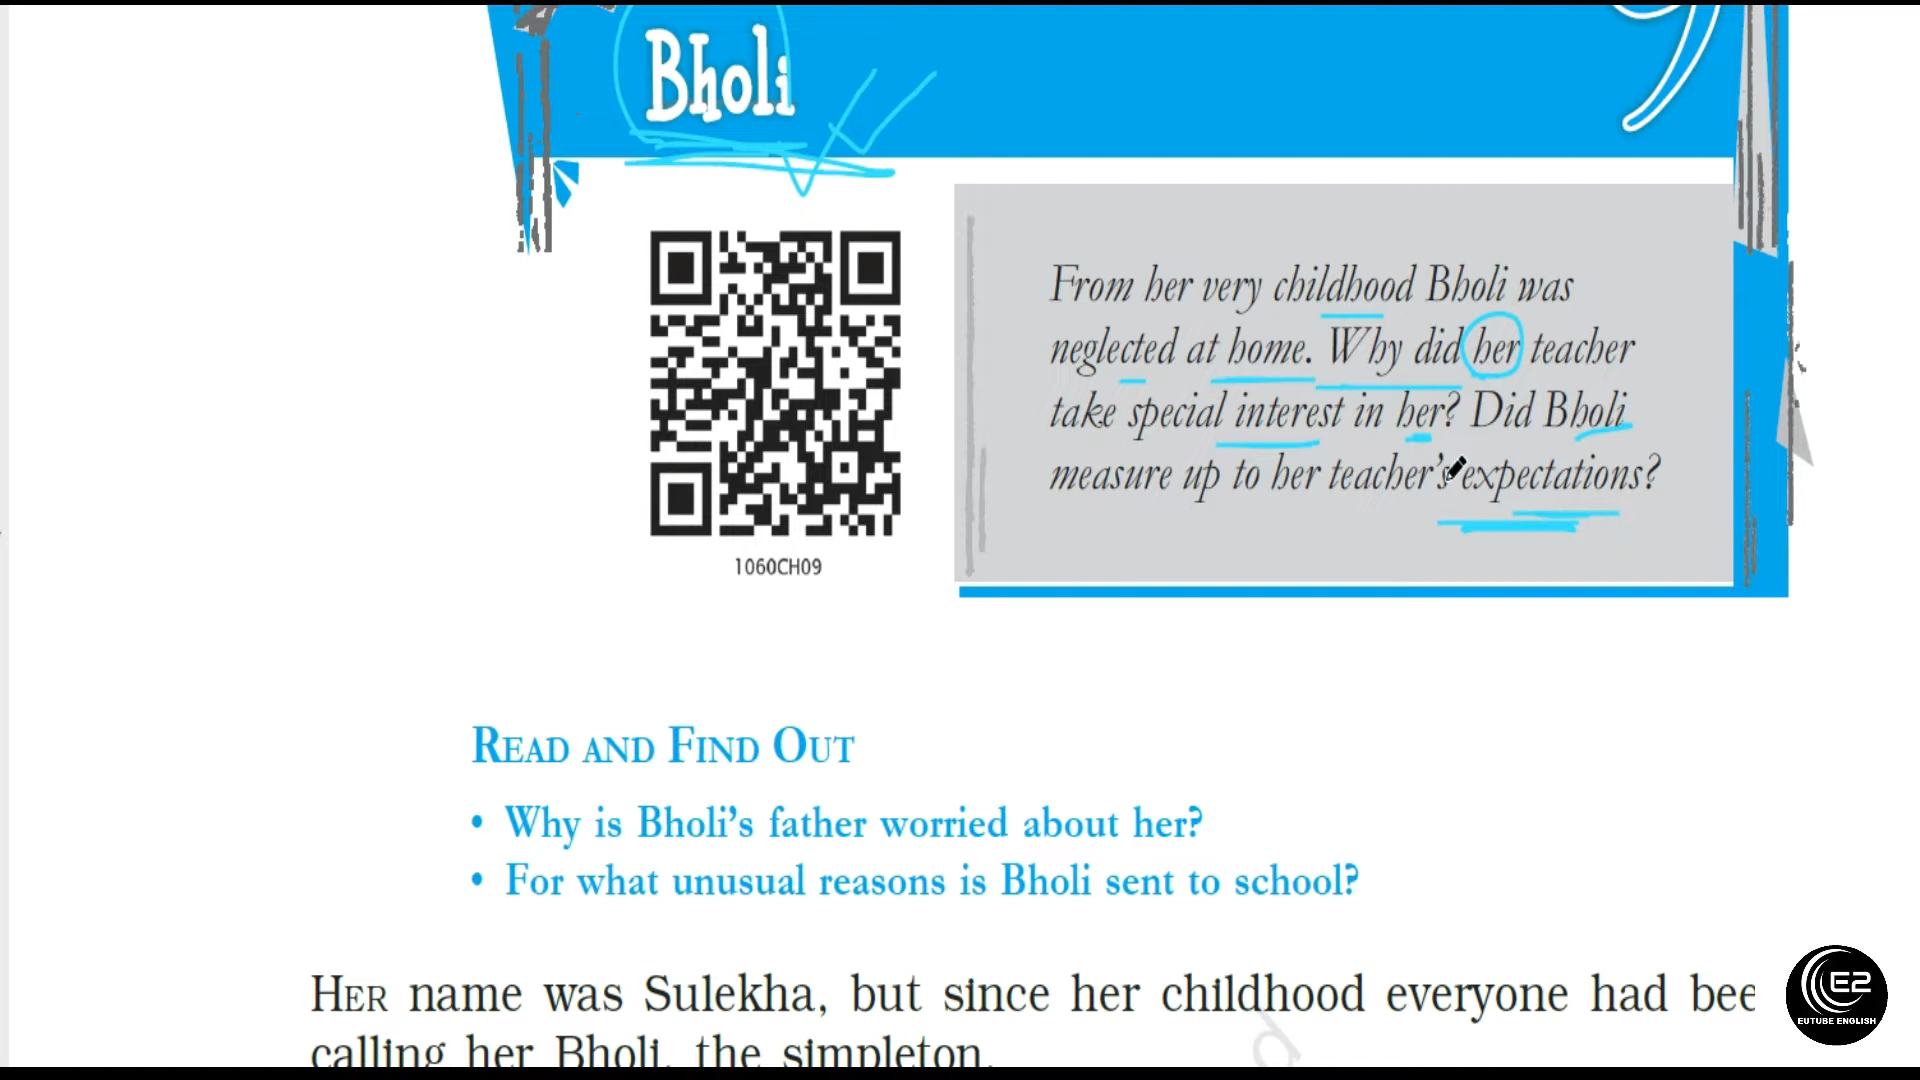 Bholi
9
From her very childhood Bholi was
neglected at home. Why did her teacher
take special interest in her? Did Bholi
measure up to her teacher's expectations?
1060CH09
READ AND FIND OUT
• Why is Bholi's father worried about her?
• For what unusual reasons is Bholi sent to school?
HER name was Sulekha, but since her childhood everyone had bee
calling her Bholi, the simpleton.
E2
EUTUBE ENGLISH
d